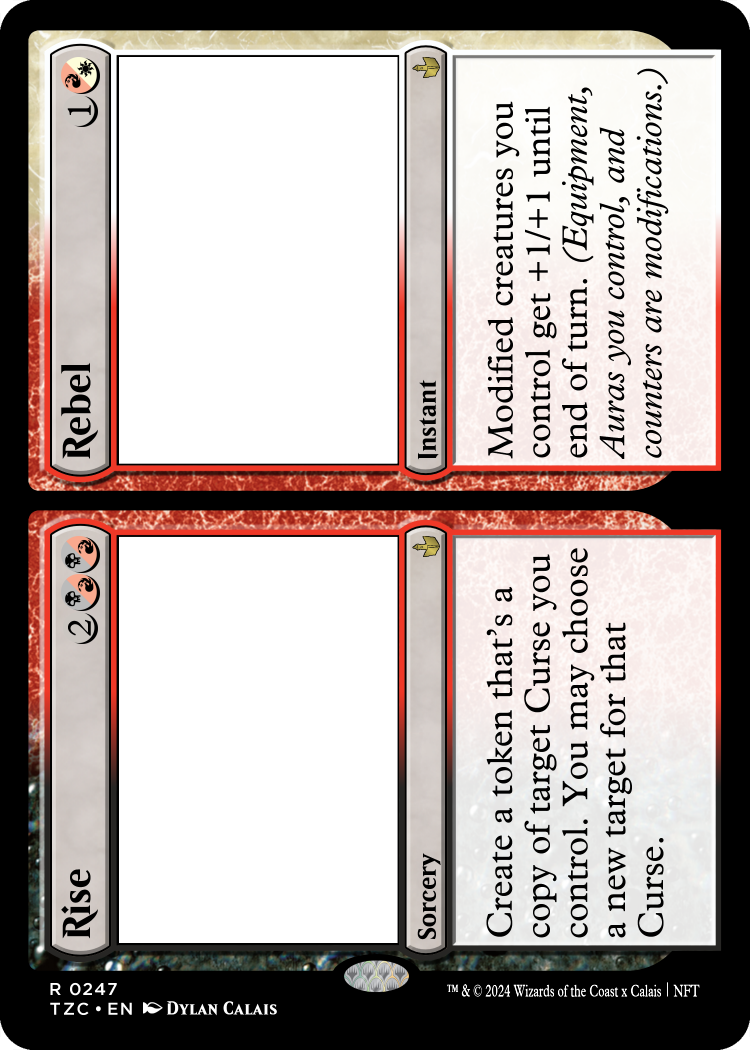 Rise 2
Sorcery
Create a token that's a
copy of target Curse you
control. You may choose
a new target for that
Curse.
Rebel 1
Instant
Modified creatures you
control get +1/+1 until
end of turn. (Equipment,
Auras you control, and
counters are modifications.)
R 0247
TZC • EN DYLAN CALAIS
™ & © 2024 Wizards of the Coast x Calais | NFT